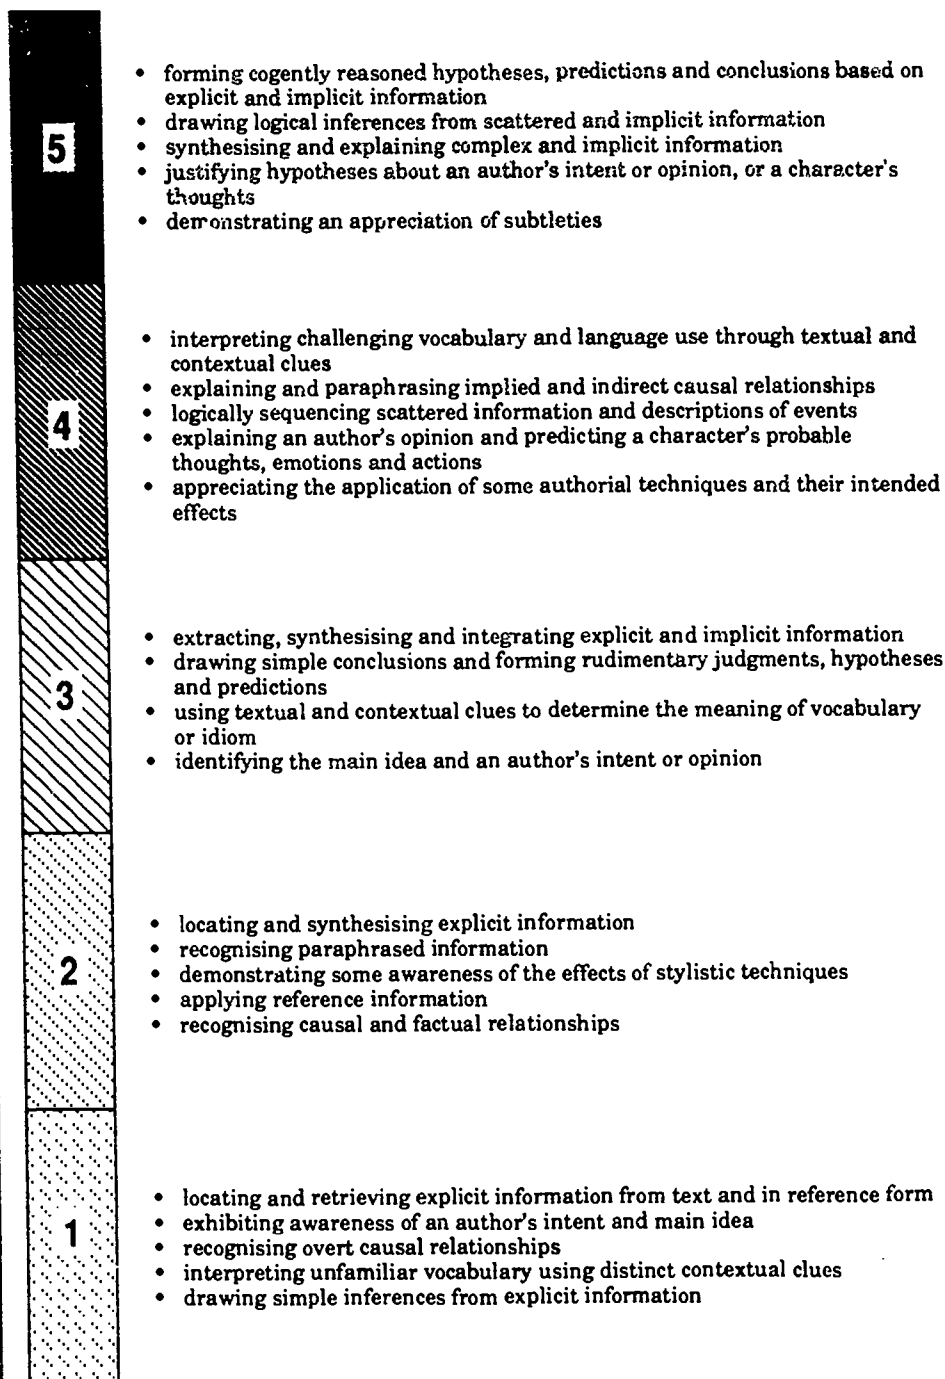 5
• forming cogently reasoned hypotheses, predictions and conclusions based on
explicit and implicit information
• drawing logical inferences from scattered and implicit information
• synthesising and explaining complex and implicit information
• justifying hypotheses about an author's intent or opinion, or a character's
thoughts
• demonstrating an appreciation of subtleties
4
• interpreting challenging vocabulary and language use through textual and
contextual clues
• explaining and paraphrasing implied and indirect causal relationships
• logically sequencing scattered information and descriptions of events
• explaining an author's opinion and predicting a character's probable
thoughts, emotions and actions
• appreciating the application of some authorial techniques and their intended
effects
3
• extracting, synthesising and integrating explicit and implicit information
• drawing simple conclusions and forming rudimentary judgments, hypotheses
and predictions
• using textual and contextual clues to determine the meaning of vocabulary
or idiom
• identifying the main idea and an author's intent or opinion
2
• locating and synthesising explicit information
• recognising paraphrased information
• demonstrating some awareness of the effects of stylistic techniques
• applying reference information
• recognising causal and factual relationships
1
• locating and retrieving explicit information from text and in reference form
• exhibiting awareness of an author's intent and main idea
• recognising overt causal relationships
• interpreting unfamiliar vocabulary using distinct contextual clues
• drawing simple inferences from explicit information